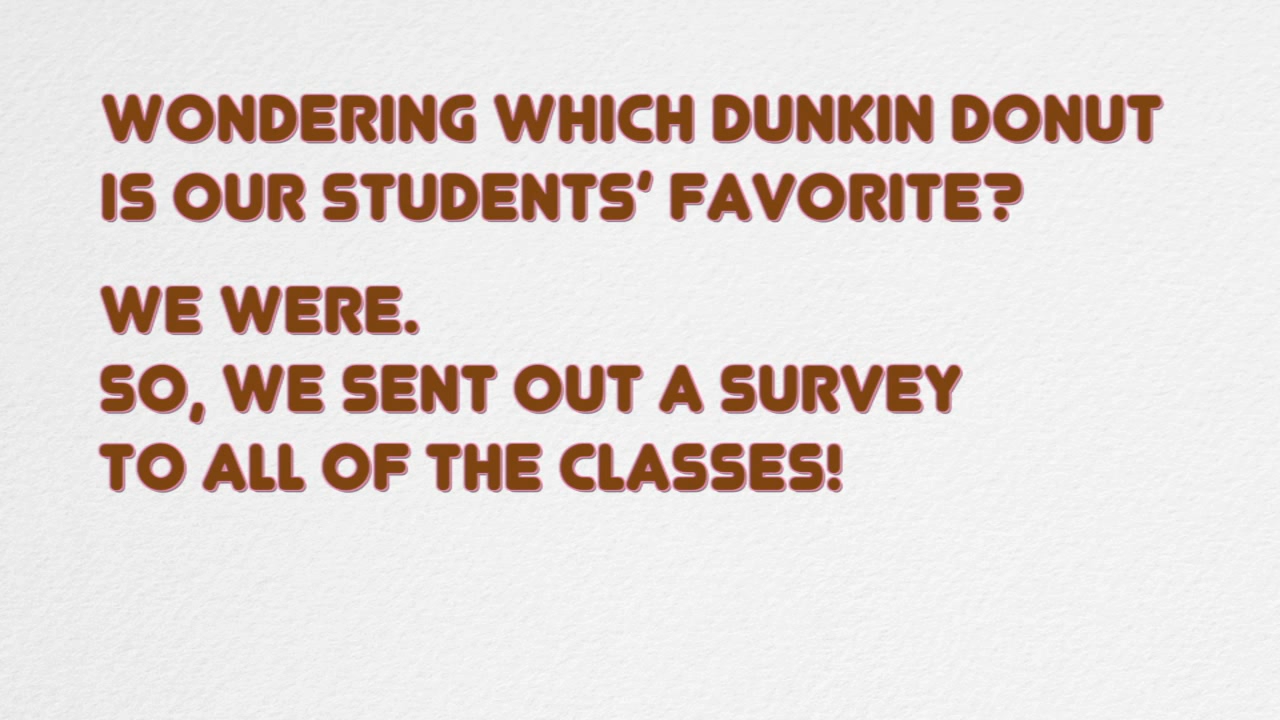 WONDERING WHICH DUNKIN DONUT
IS OUR STUDENTS’ FAVORITE?
WE WERE.
SO, WE SENT OUT A SURVEY
TO ALL OF THE CLASSES!